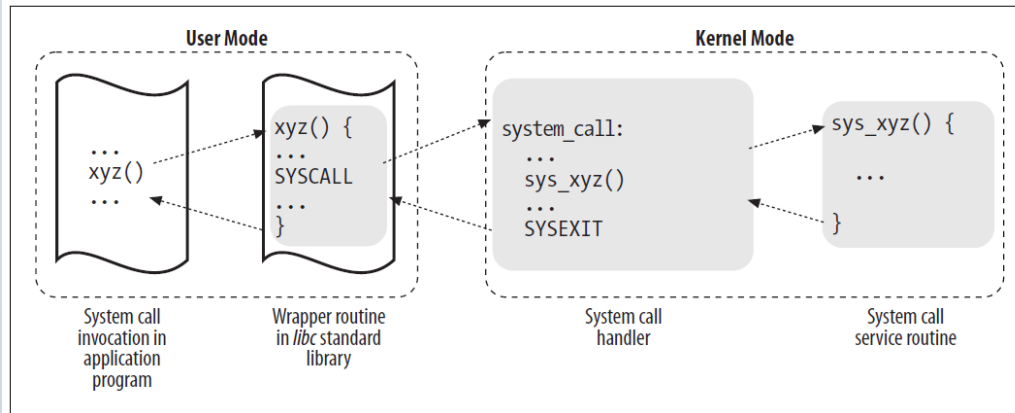 User Mode
Kernel Mode
...
xyz()
...
xyz() {
...
SYSCALL
...
}
system_call:
...
sys_xyz()
...
SYSEXIT
sys_xyz() {
...
}
System call
invocation in
application
program
Wrapper routine
in libc standard
library
System call
handler
System call
service routine